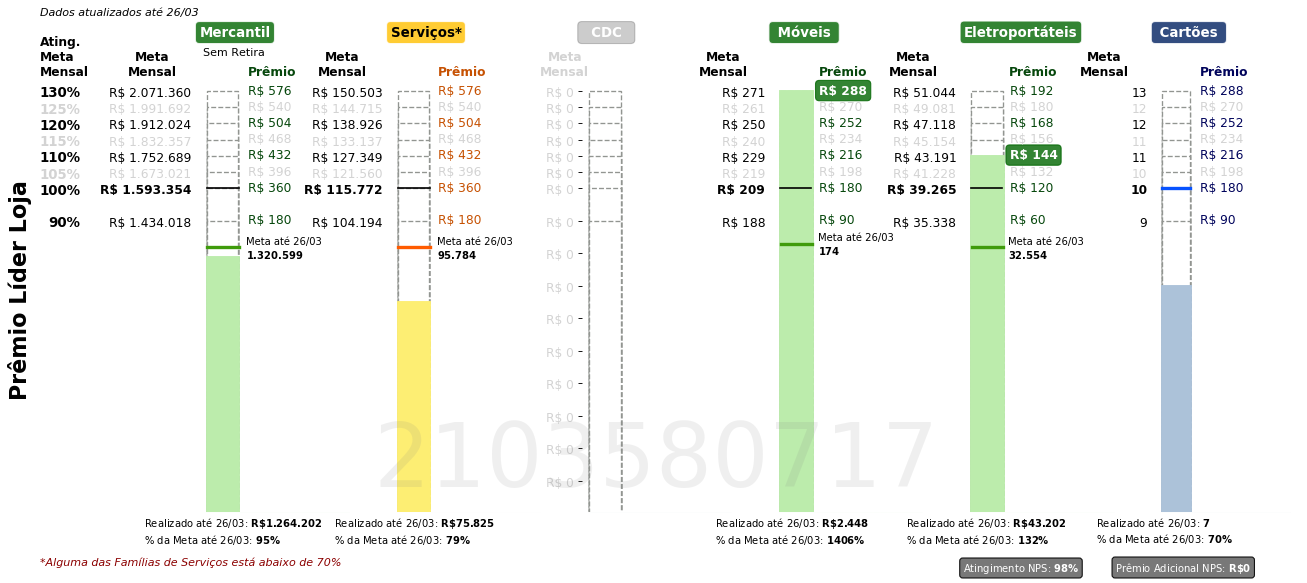 Dados atualizados até 26/03
Mercantil Serviços* CDC Móveis Eletroportáteis Cartões
Sem Retira
Ating. Meta Mensal
Meta Mensal Prêmio Meta Mensal Prêmio Meta Mensal Meta Mensal Prêmio Meta Mensal Prêmio Meta Mensal Prêmio
130% R$ 2.071.360 R$ 576 R$ 150.503 R$ 576 R$ 0 R$ 271 R$ 288 R$ 51.044 R$ 192 13 R$ 288
125% R$ 1.991.692 R$ 540 R$ 144.715 R$ 540 R$ 0 R$ 261 R$ 270 R$ 49.081 R$ 180 12 R$ 270
120% R$ 1.912.024 R$ 504 R$ 138.926 R$ 504 R$ 0 R$ 250 R$ 252 R$ 47.118 R$ 168 12 R$ 252
115% R$ 1.832.357 R$ 468 R$ 133.137 R$ 468 R$ 0 R$ 240 R$ 234 R$ 45.154 R$ 156 11 R$ 234
110% R$ 1.752.689 R$ 432 R$ 127.349 R$ 432 R$ 0 R$ 229 R$ 216 R$ 43.191 R$ 144 11 R$ 216
105% R$ 1.673.021 R$ 396 R$ 121.560 R$ 396 R$ 0 R$ 219 R$ 198 R$ 41.228 R$ 132 10 R$ 198
100% R$ 1.593.354 R$ 360 R$ 115.772 R$ 360 R$ 0 R$ 209 R$ 180 R$ 39.265 R$ 120 10 R$ 180
90% R$ 1.434.018 R$ 180 R$ 104.194 R$ 180 R$ 0 R$ 188 R$ 90 R$ 35.338 R$ 60 9 R$ 90
Meta até 26/03 Meta até 26/03 Meta até 26/03 Meta até 26/03
1.320.599 95.784 R$ 0 174 32.554
R$ 0
R$ 0
R$ 0
R$ 0
R$ 0
R$ 0
R$ 0
Prêmio Líder Loja
2103580717
Realizado até 26/03: R$1.264.202 Realizado até 26/03: R$75.825 Realizado até 26/03: R$2.448 Realizado até 26/03: R$43.202 Realizado até 26/03: 7
% da Meta até 26/03: 95% % da Meta até 26/03: 79% % da Meta até 26/03: 1406% % da Meta até 26/03: 132% % da Meta até 26/03: 70%
*Alguma das Famílias de Serviços está abaixo de 70%
Atingimento NPS: 98% Prêmio Adicional NPS: R$0